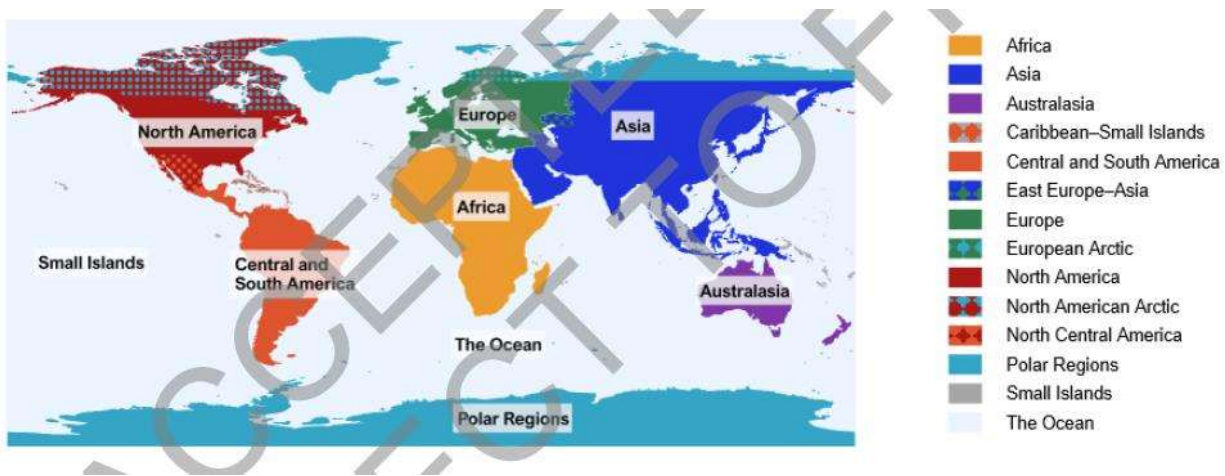 North America
Europe
Asia
Africa
Small Islands
Central and
South America
Australasia
The Ocean
Polar Regions
Africa
Asia
Australasia
Caribbean–Small Islands
Central and South America
East Europe–Asia
Europe
European Arctic
North America
North American Arctic
North Central America
Polar Regions
Small Islands
The Ocean